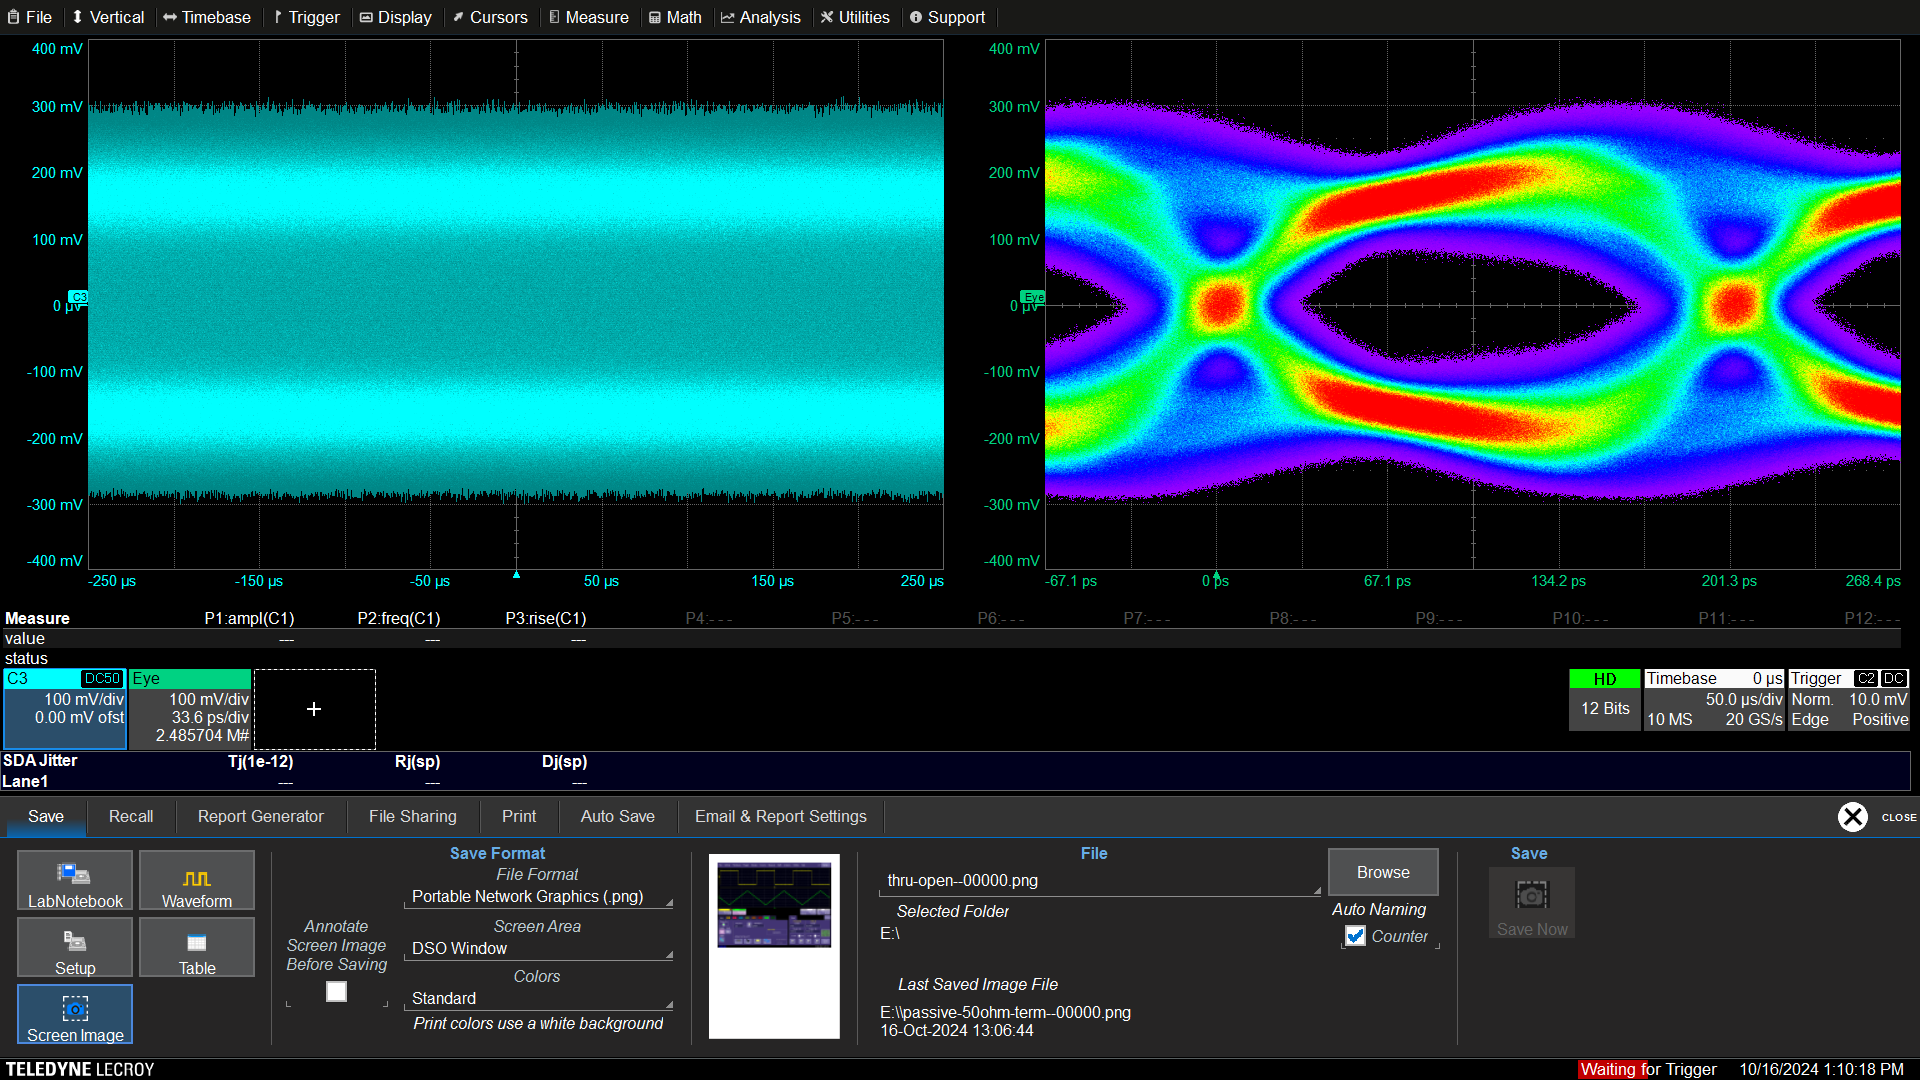 File Vertical Timebase Trigger Display Cursors Measure Math Analysis Utilities Support
400 mV
300 mV
200 mV
100 mV
C3
0 µV
-100 mV
-200 mV
-300 mV
-400 mV
-250 µs -150 µs -50 µs 50 µs 150 µs 250 µs
400 mV
300 mV
200 mV
100 mV
Eye
0 µV
-100 mV
-200 mV
-300 mV
-400 mV
-67.1 ps 0 ps 67.1 ps 134.2 ps 201.3 ps 268.4 ps
Measure P1:ampl(C1) P2:freq(C1) P3:rise(C1) P4:- - - P5:- - - P6:- - - P7:- - - P8:- - - P9:- - - P10:- - - P11:- - - P12:- - -
value --- --- ---
status
C3 DC50
100 mV/div
0.00 mV ofst
Eye
100 mV/div
33.6 ps/div
2.485704 M#
+
HD
12 Bits
Timebase 0 µs
50.0 µs/div
10 MS 20 GS/s
Trigger C2 DC
Norm. 10.0 mV
Edge Positive
SDA Jitter Tj(1e-12) Rj(sp) Dj(sp)
Lane1 --- --- ---
Save Recall Report Generator File Sharing Print Auto Save Email & Report Settings CLOSE
LabNotebook
Waveform
Setup
Table
Screen Image
Annotate
Screen Image
Before Saving
Save Format
File Format
Portable Network Graphics (.png)
Screen Area
DSO Window
Colors
Standard
Print colors use a white background
File
thru-open--00000.png
Browse
Selected Folder
E:\
Auto Naming
Counter
Last Saved Image File
E:\\passive-50ohm-term--00000.png
16-Oct-2024 13:06:44
Save
Save Now
TELEDYNE LECROY
Waiting for Trigger 10/16/2024 1:10:18 PM